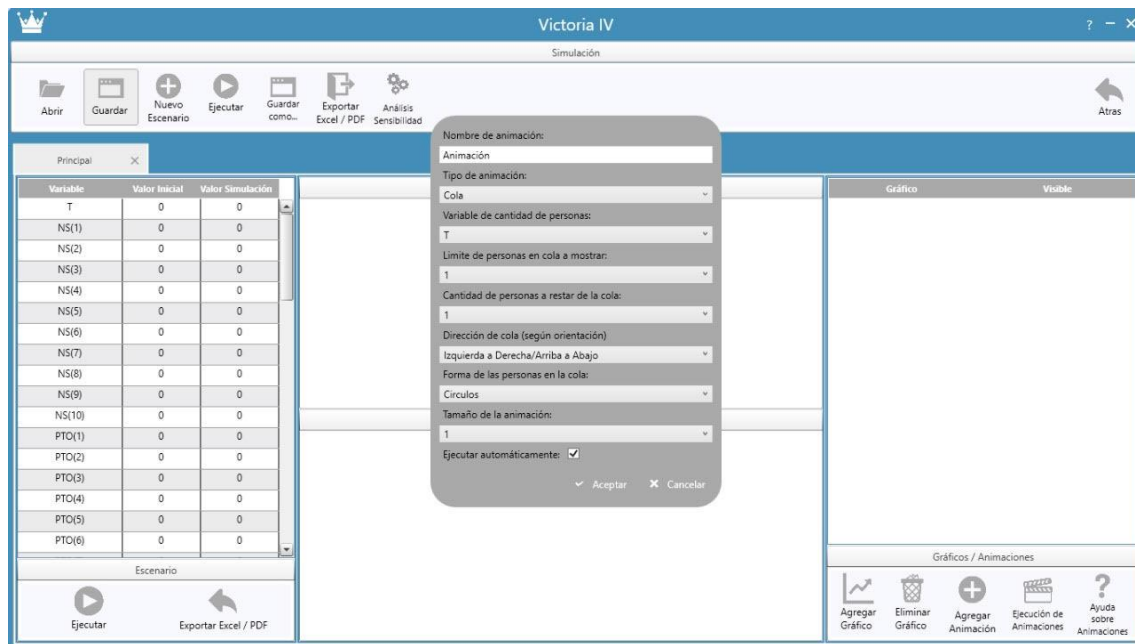 Victoria IV
? − ×
Simulación
Abrir
Guardar
Nuevo
Escenario
Ejecutar
Guardar
como...
Exportar
Excel / PDF
Análisis
Sensibilidad
Atras
Principal ×
Variable Valor Inicial Valor Simulación
T 0 0
NS(1) 0 0
NS(2) 0 0
NS(3) 0 0
NS(4) 0 0
NS(5) 0 0
NS(6) 0 0
NS(7) 0 0
NS(8) 0 0
NS(9) 0 0
NS(10) 0 0
PTO(1) 0 0
PTO(2) 0 0
PTO(3) 0 0
PTO(4) 0 0
PTO(5) 0 0
PTO(6) 0 0
Escenario
Ejecutar
Exportar Excel / PDF
Nombre de animación:
Animación
Tipo de animación:
Cola
Variable de cantidad de personas:
T
Limite de personas en cola a mostrar:
1
Cantidad de personas a restar de la cola:
1
Dirección de cola (según orientación)
Izquierda a Derecha/Arriba a Abajo
Forma de las personas en la cola:
Circulos
Tamaño de la animación:
1
Ejecutar automáticamente:
Aceptar
Cancelar
Gráfico Visible
Gráficos / Animaciones
Agregar
Gráfico
Eliminar
Gráfico
Agregar
Animación
Ejecución de
Animaciones
?
Ayuda
sobre
Animaciones